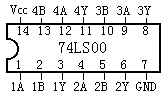 Vcc 4B 4A 4Y 3B 3A 3Y
14 13 12 11 10 9 8
74LS00
1 2 3 4 5 6 7
1A 1B 1Y 2A 2B 2Y GND